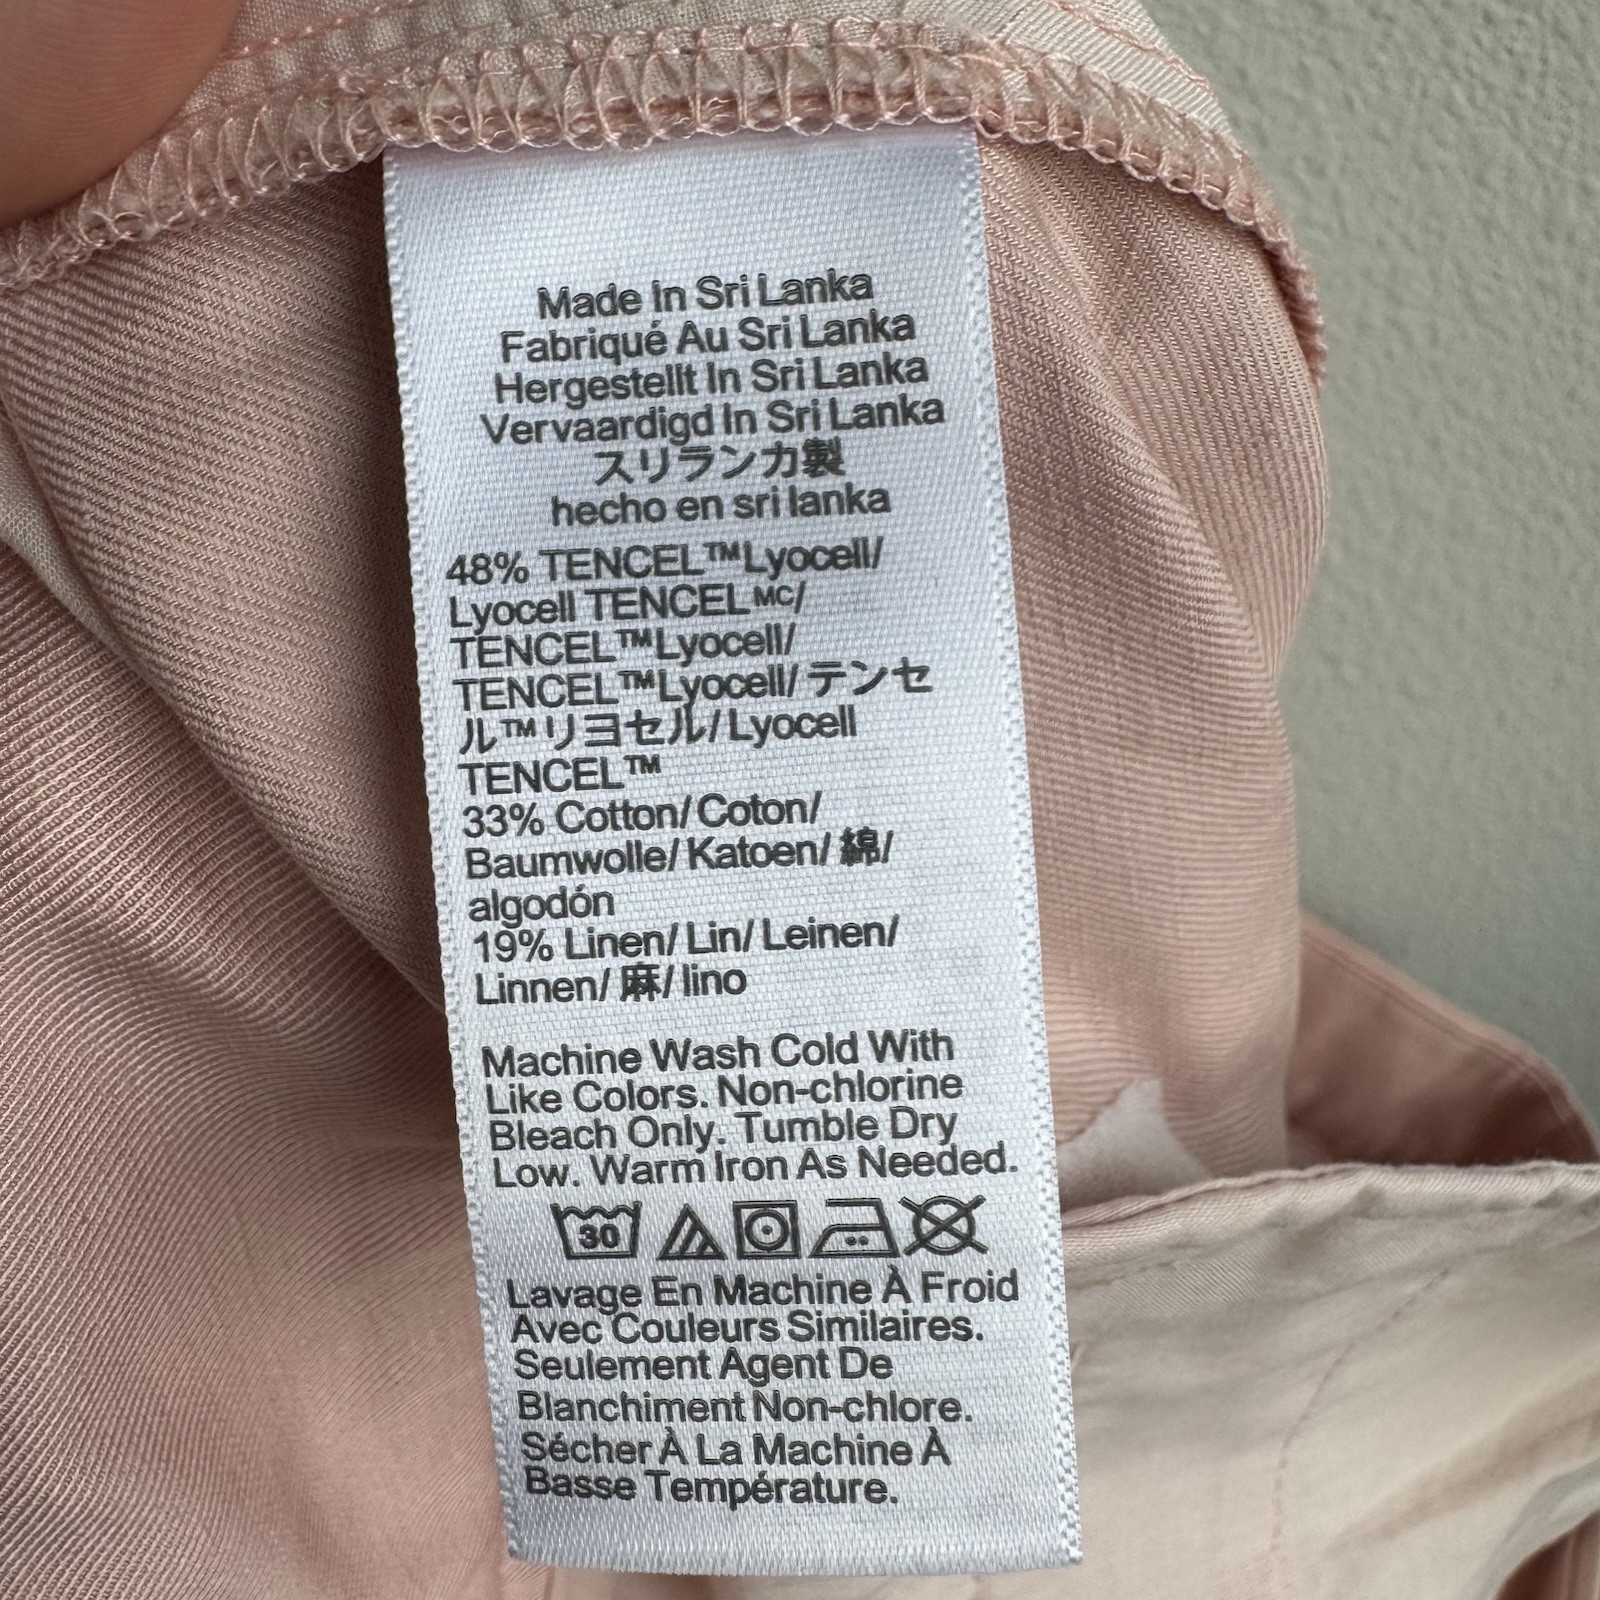 Made In Sri Lanka
Fabriqué Au Sri Lanka
Hergestellt In Sri Lanka
Vervaardigd In Sri Lanka
スリランカ製
hecho en sri lanka
48% TENCEL™Lyocell/
Lyocell TENCELᴹᶜ/
TENCEL™Lyocell/
TENCEL™Lyocell/テンセ
ル™リヨセル/Lyocell
TENCEL™
33% Cotton/Coton/
Baumwolle/Katoen/綿/
algodón
19% Linen/Lin/Leinen/
Linnen/麻/lino
Machine Wash Cold With
Like Colors. Non-chlorine
Bleach Only. Tumble Dry
Low. Warm Iron As Needed.
30
Lavage En Machine À Froid
Avec Couleurs Similaires.
Seulement Agent De
Blanchiment Non-chlore.
Sécher À La Machine À
Basse Température.